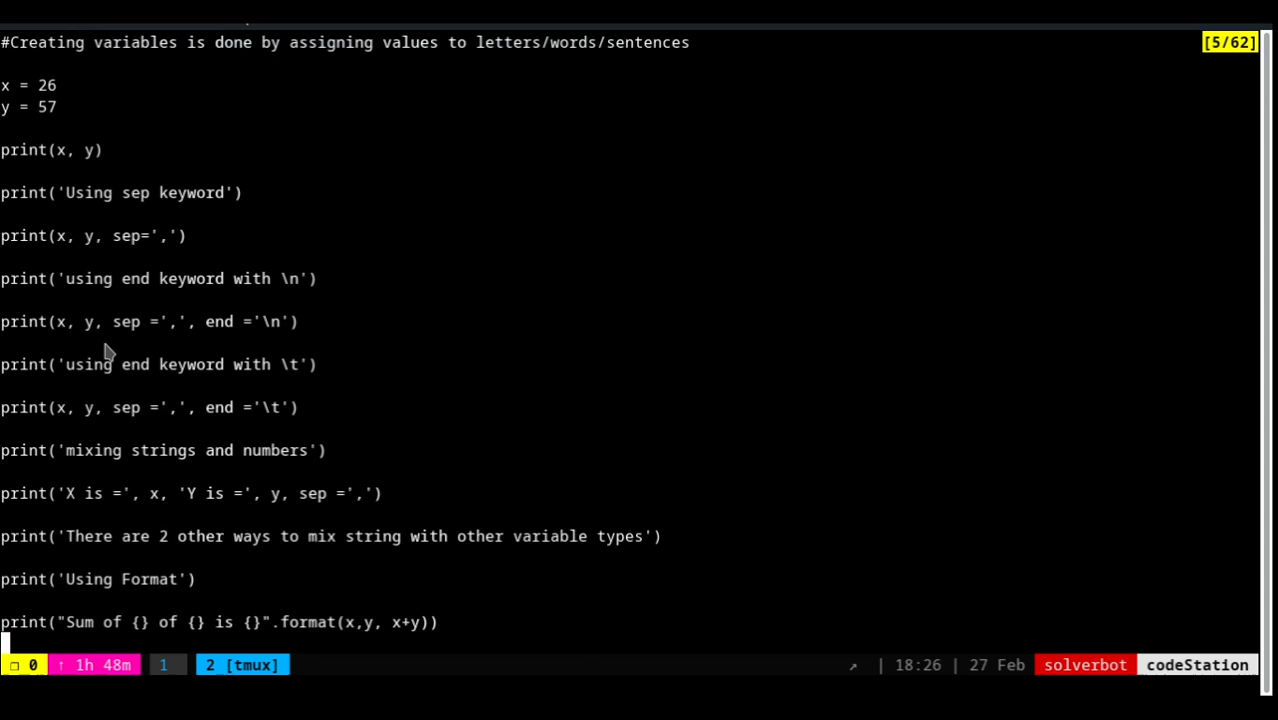 #Creating variables is done by assigning values to letters/words/sentences [5/62]
x = 26
y = 57
print(x, y)
print('Using sep keyword')
print(x, y, sep=',')
print('using end keyword with \n')
print(x, y, sep =',', end ='\n')
print('using end keyword with \t')
print(x, y, sep =',', end ='\t')
print('mixing strings and numbers')
print('X is =', x, 'Y is =', y, sep =',')
print('There are 2 other ways to mix string with other variable types')
print('Using Format')
print("Sum of {} of {} is {}".format(x,y, x+y))
❐ 0 ↑ 1h 48m 1 2 [tmux] ↗ | 18:26 | 27 Feb solverbot codeStation